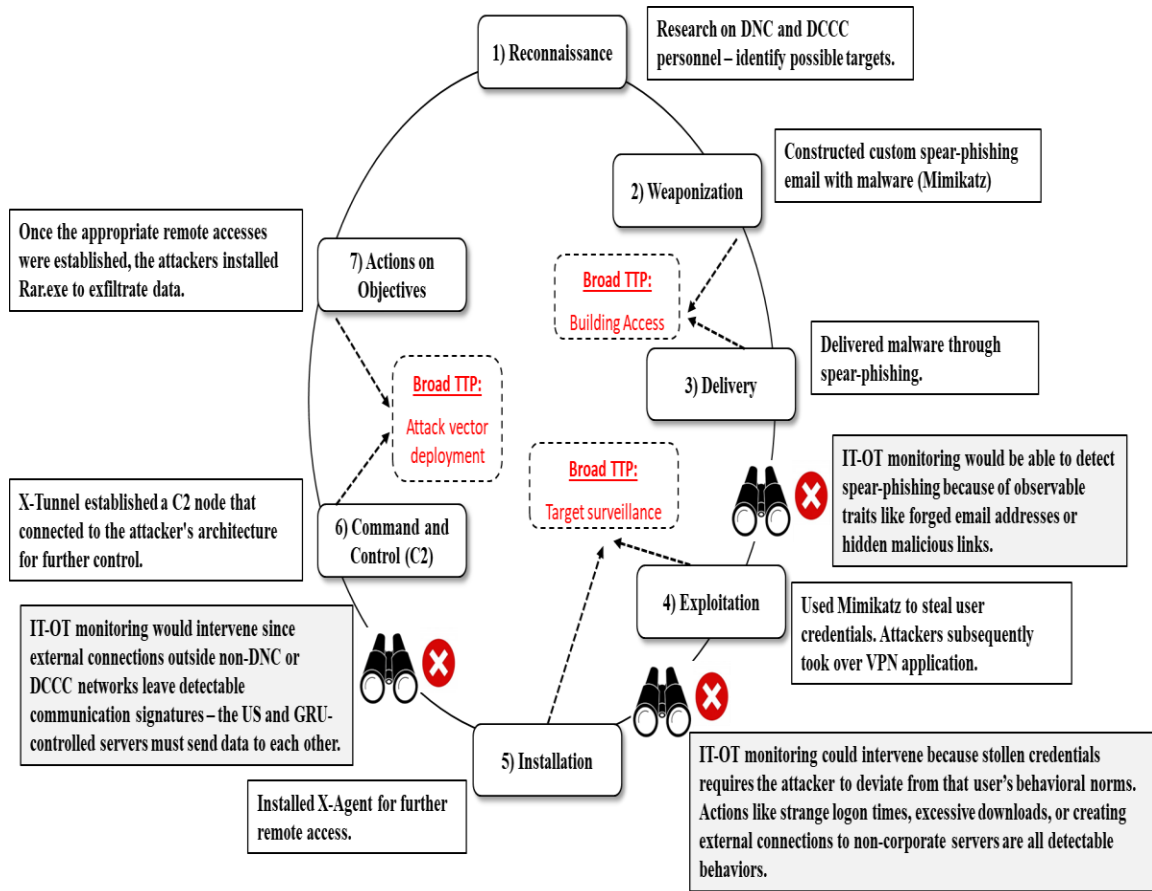 1) Reconnaissance
Research on DNC and DCCC
personnel – identify possible targets.
2) Weaponization
Constructed custom spear-phishing
email with malware (Mimikatz)
Broad TTP:
Building Access
3) Delivery
Delivered malware through
spear-phishing.
IT-OT monitoring would be able to detect
spear-phishing because of observable
traits like forged email addresses or
hidden malicious links.
Broad TTP:
Target surveillance
4) Exploitation
Used Mimikatz to steal user
credentials. Attackers subsequently
took over VPN application.
IT-OT monitoring could intervene because stollen credentials
requires the attacker to deviate from that user’s behavioral norms.
Actions like strange logon times, excessive downloads, or creating
external connections to non-corporate servers are all detectable
behaviors.
5) Installation
Installed X-Agent for further
remote access.
IT-OT monitoring would intervene since
external connections outside non-DNC or
DCCC networks leave detectable
communication signatures – the US and GRU-
controlled servers must send data to each other.
6) Command and
Control (C2)
X-Tunnel established a C2 node that
connected to the attacker's architecture
for further control.
Broad TTP:
Attack vector
deployment
7) Actions on
Objectives
Once the appropriate remote accesses
were established, the attackers installed
Rar.exe to exfiltrate data.